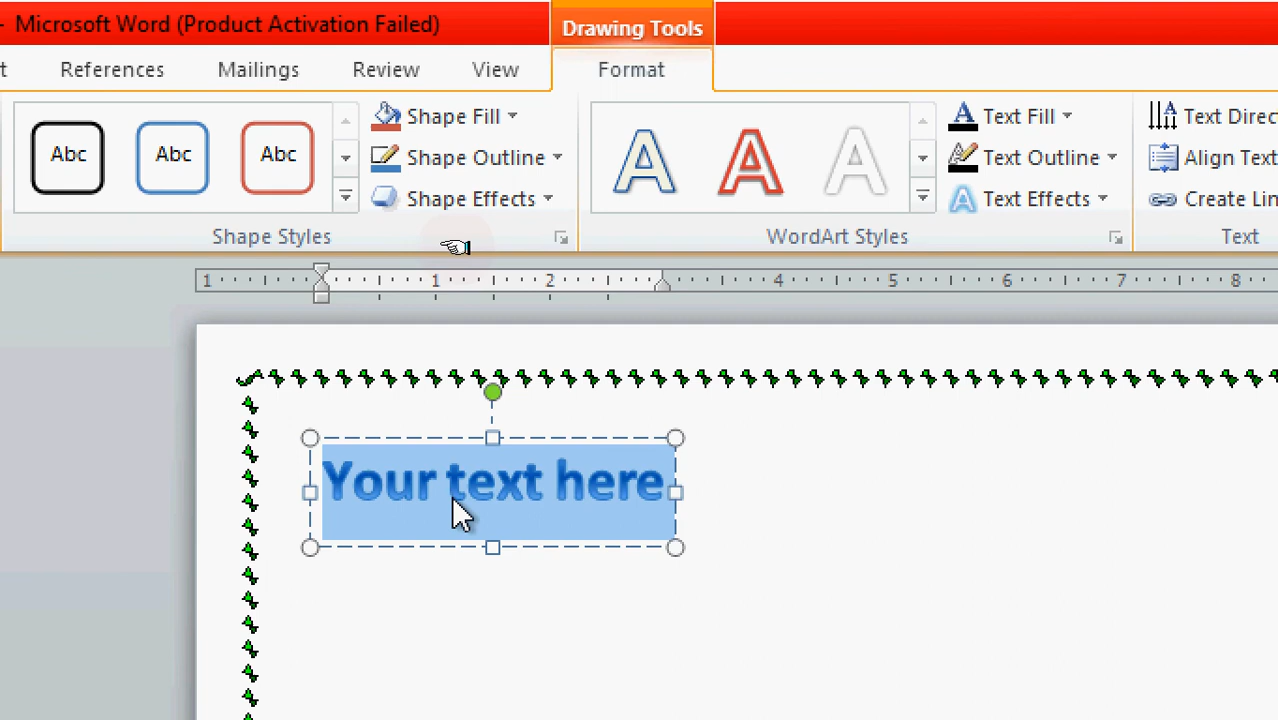 - Microsoft Word (Product Activation Failed)
Drawing Tools
t References Mailings Review View Format
Abc Abc Abc
Shape Fill
Shape Outline
Shape Effects
Shape Styles
A A A
A Text Fill
Text Outline
A Text Effects
WordArt Styles
Text Direc
Align Text
Create Lin
Text
1 1 2 4 5 6 7 8
Your text here